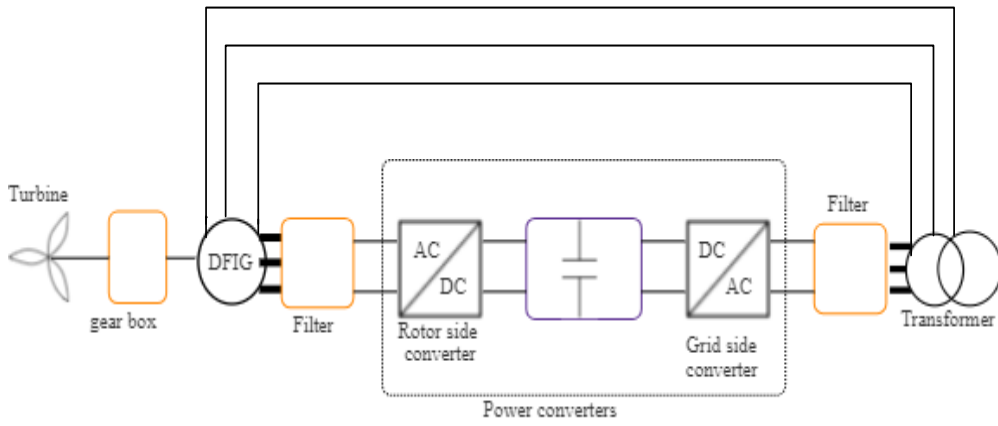 Turbine
gear box
DFIG
Filter
AC
DC
Rotor side
converter
DC
AC
Grid side
converter
Power converters
Filter
Transformer